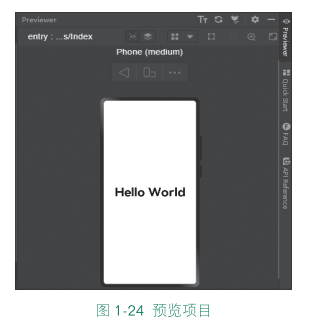 Previewer
entry : ...s/Index
Phone (medium)
Hello World
Previewer
Quick Start
FAQ
API Reference
图 1-24 预览项目